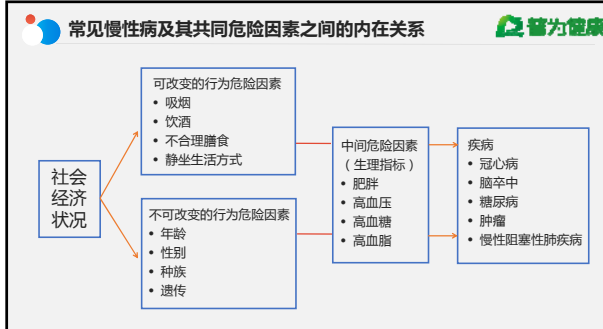 常见慢性病及其共同危险因素之间的内在关系
普为健康
社会
经济
状况
可改变的行为危险因素
• 吸烟
• 饮酒
• 不合理膳食
• 静坐生活方式
不可改变的行为危险因素
• 年龄
• 性别
• 种族
• 遗传
中间危险因素
（生理指标）
• 肥胖
• 高血压
• 高血糖
• 高血脂
疾病
• 冠心病
• 脑卒中
• 糖尿病
• 肿瘤
• 慢性阻塞性肺疾病